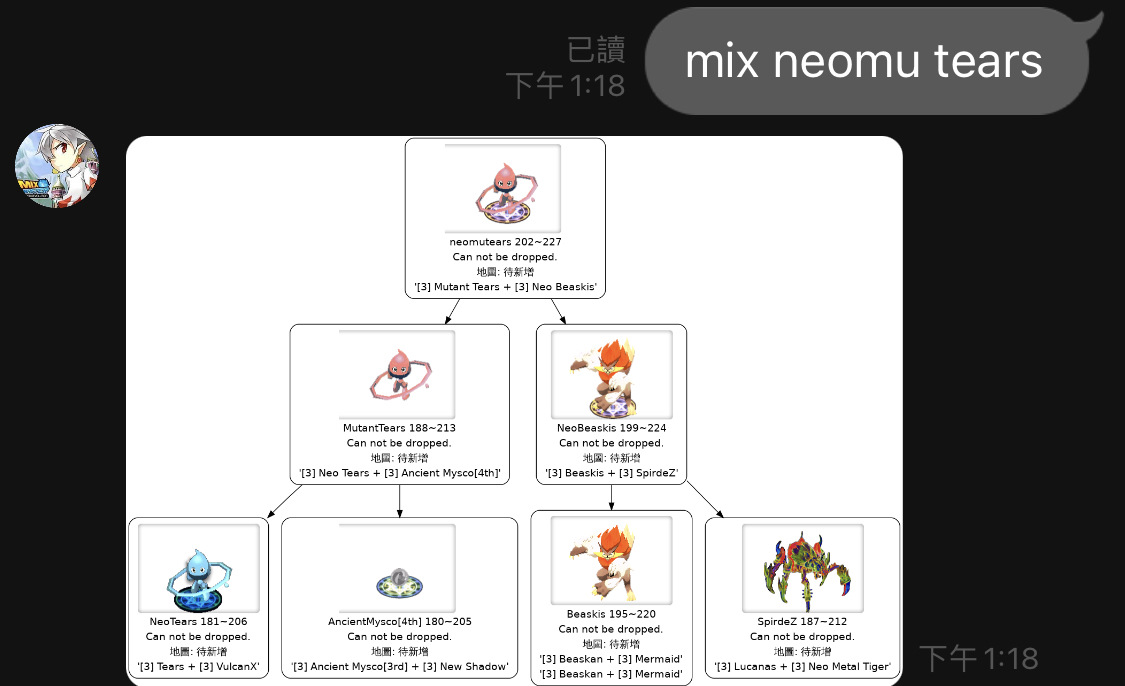 mix neomu tears
已讀
下午 1:18
MiX
neomutears 202~227
Can not be dropped.
地圖: 待新增
'[3] Mutant Tears + [3] Neo Beaskis'
MutantTears 188~213
Can not be dropped.
地圖: 待新增
'[3] Neo Tears + [3] Ancient Mysco[4th]'
NeoBeaskis 199~224
Can not be dropped.
地圖: 待新增
'[3] Beaskis + [3] SpirdeZ'
NeoTears 181~206
Can not be dropped.
地圖: 待新增
'[3] Tears + [3] VulcanX'
AncientMysco[4th] 180~205
Can not be dropped.
地圖: 待新增
'[3] Ancient Mysco[3rd] + [3] New Shadow'
Beaskis 195~220
Can not be dropped.
地圖: 待新增
'[3] Beaskan + [3] Mermaid'
'[3] Beaskan + [3] Mermaid'
SpirdeZ 187~212
Can not be dropped.
地圖: 待新增
'[3] Lucanas + [3] Neo Metal Tiger'
下午 1:18